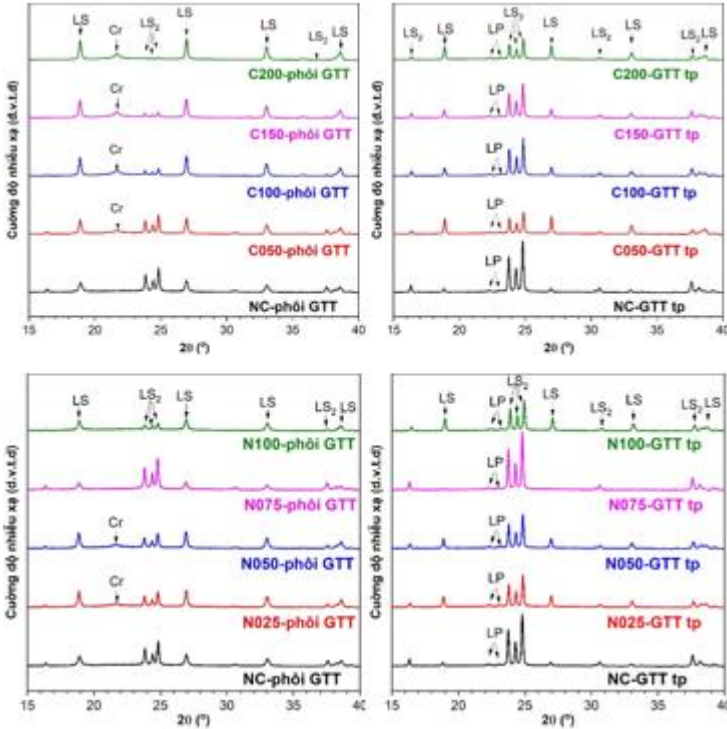 LS Cr LS₂ LS LS LS₂ LS
C200-phôi GTT
Cr
C150-phôi GTT
Cr
C100-phôi GTT
Cr
C050-phôi GTT
NC-phôi GTT
15 20 25 30 35 40
2θ (°)
Cường độ nhiễu xạ (đ.v.t.đ)
LS₂ LS LP LS₂ LS LS₂ LS LS₂ LS
C200-GTT tp
LP
C150-GTT tp
LP
C100-GTT tp
LP
C050-GTT tp
LP
NC-GTT tp
15 20 25 30 35 40
2θ (°)
Cường độ nhiễu xạ (đ.v.t.đ)
LS LS₂ LS LS LS₂ LS
N100-phôi GTT
N075-phôi GTT
Cr
N050-phôi GTT
Cr
N025-phôi GTT
NC-phôi GTT
15 20 25 30 35 40
2θ (°)
Cường độ nhiễu xạ (đ.v.t.đ)
LS LP LS₂ LS LS₂ LS LS₂ LS
N100-GTT tp
LP
N075-GTT tp
LP
N050-GTT tp
LP
N025-GTT tp
LP
NC-GTT tp
15 20 25 30 35 40
2θ (°)
Cường độ nhiễu xạ (đ.v.t.đ)